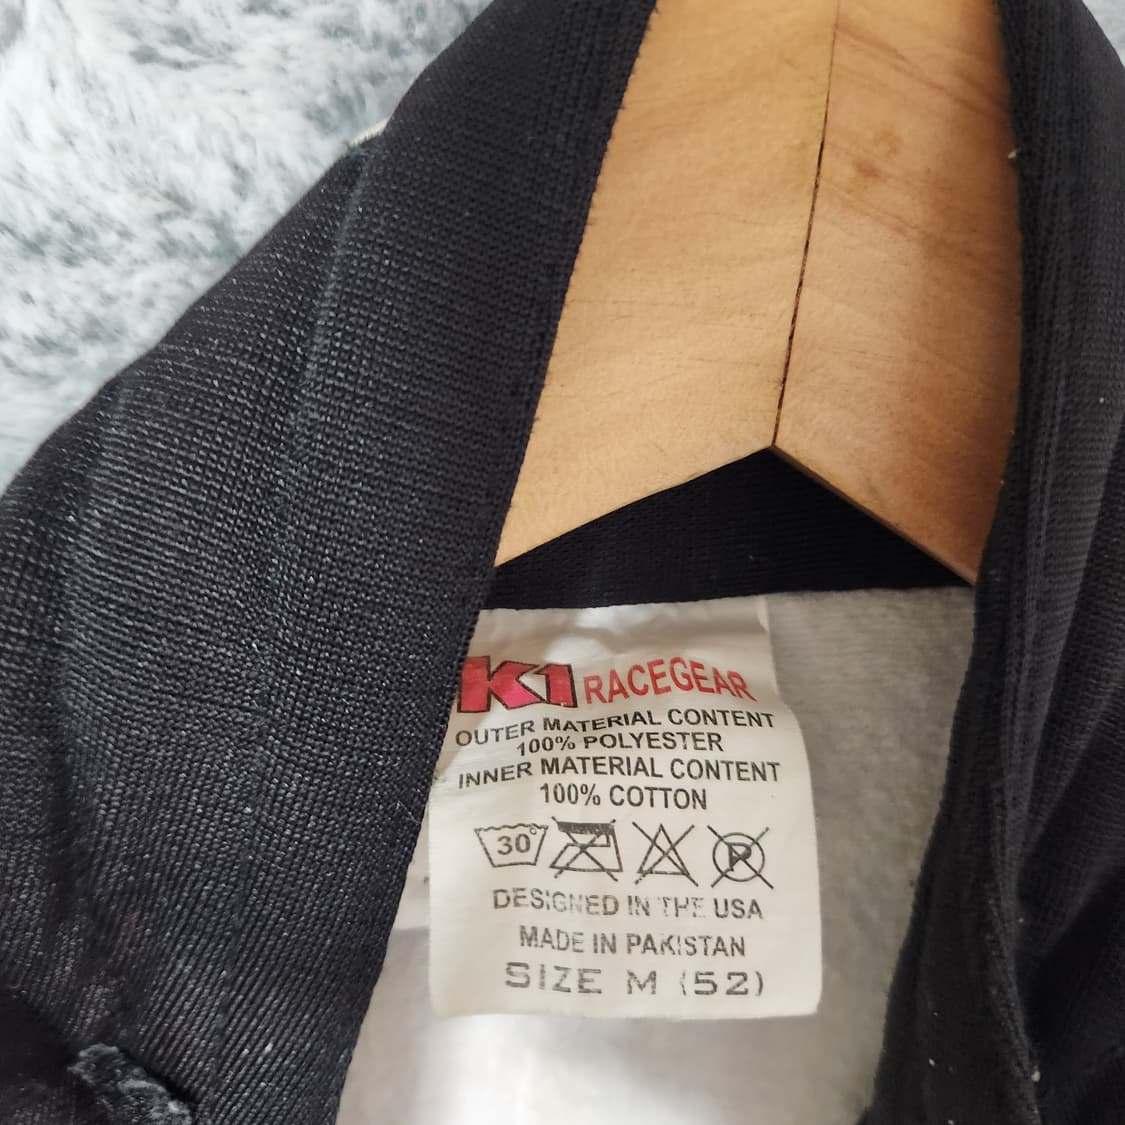 K1 RACEGEAR
OUTER MATERIAL CONTENT
100% POLYESTER
INNER MATERIAL CONTENT
100% COTTON
30° P
DESIGNED IN THE USA
MADE IN PAKISTAN
SIZE M (52)